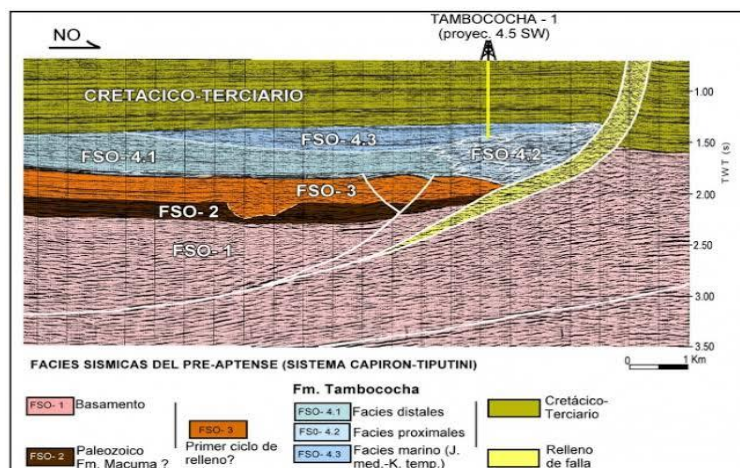 TAMBOCOCHA - 1
(proyec. 4.5 SW)
NO
CRETACICO-TERCIARIO
FSO-4.3
FSO-4.1
FSO-4.2
FSO- 3
FSO- 2
FSO-1
1.00
1.50
2.00
2.50
3.00
3.50
TWT (s)
FACIES SISMICAS DEL PRE-APTENSE (SISTEMA CAPIRON-TIPUTINI)
0 1 Km
FSO- 1 Basamento
FSO- 2 Paleozoico
Fm. Macuma ?
FSO- 3 Primer ciclo de
relleno?
Fm. Tambococha
FSO- 4.1 Facies distales
FSO- 4.2 Facies proximales
FSO- 4.3 Facies marino (J.
med.-K. temp.)
Cretácico-
Terciario
Relleno
de falla